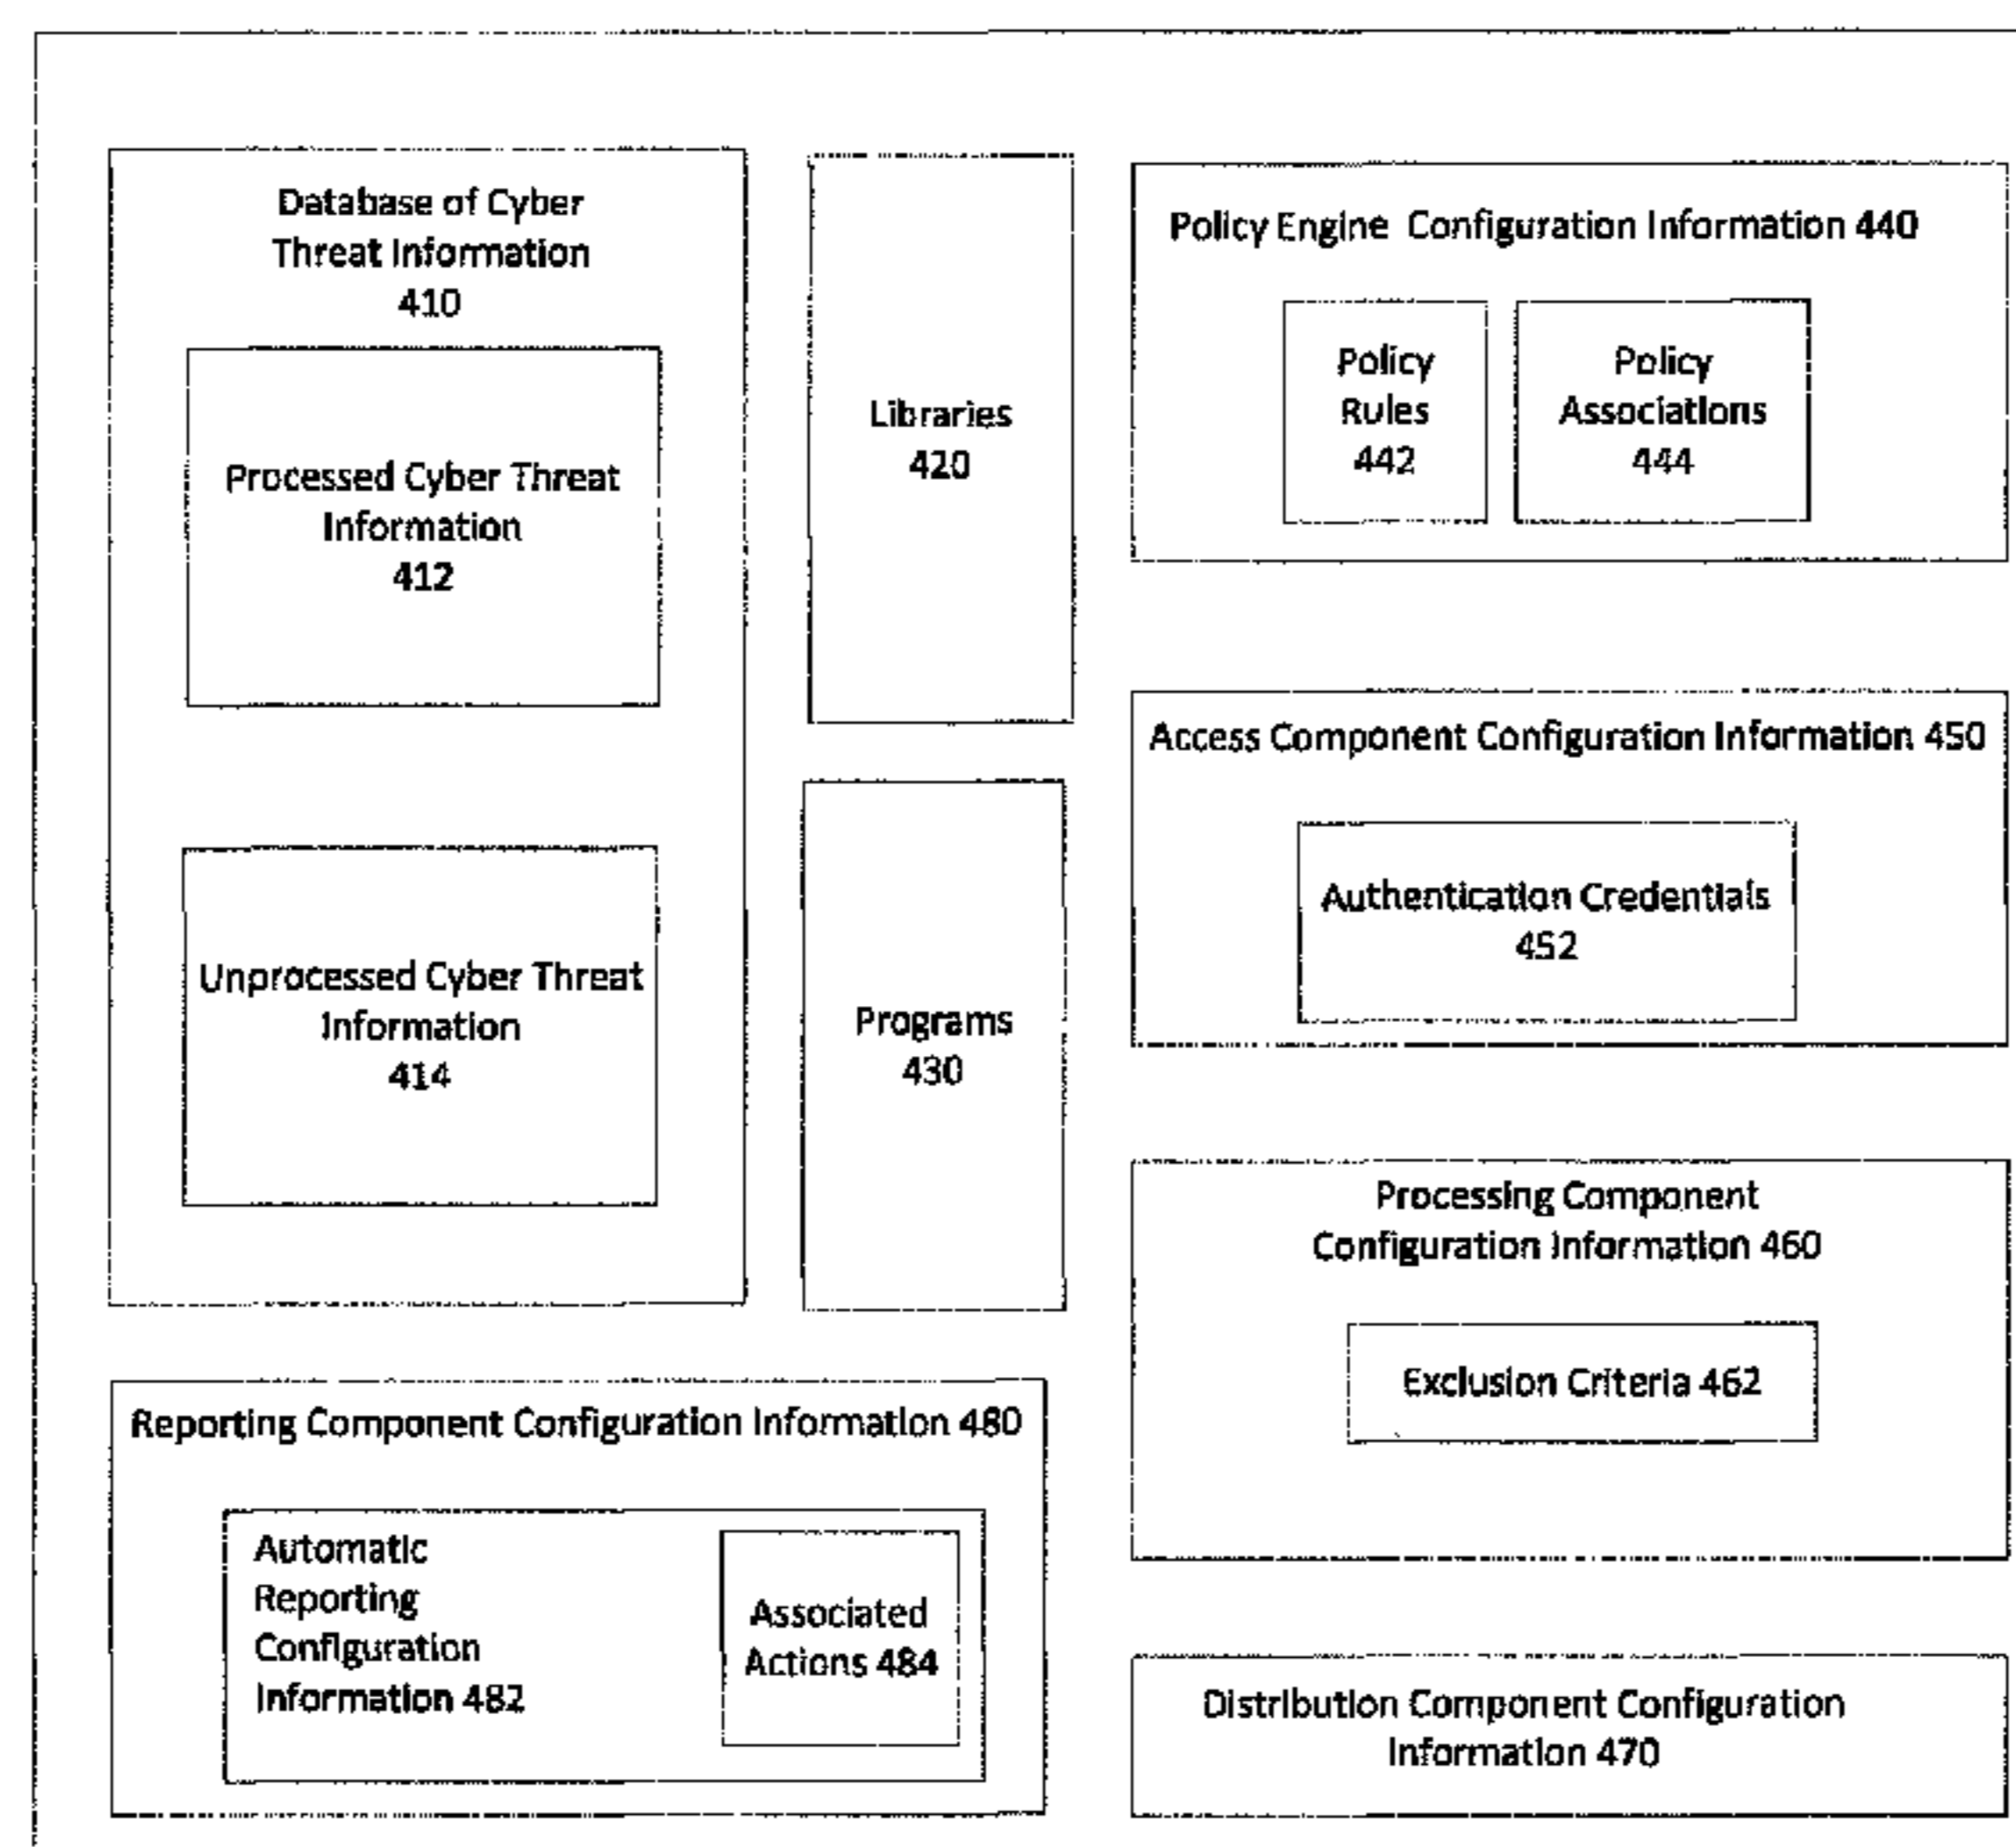 Database of Cyber
Threat Information
410
Processed Cyber Threat
Information
412
Unprocessed Cyber Threat
Information
414
Libraries
420
Programs
430
Policy Engine Configuration Information 440
Policy
Rules
442
Policy
Associations
444
Access Component Configuration Information 450
Authentication Credentials
452
Processing Component
Configuration Information 460
Exclusion Criteria 462
Reporting Component Configuration Information 480
Automatic
Reporting
Configuration
Information 482
Associated
Actions 484
Distribution Component Configuration
Information 470